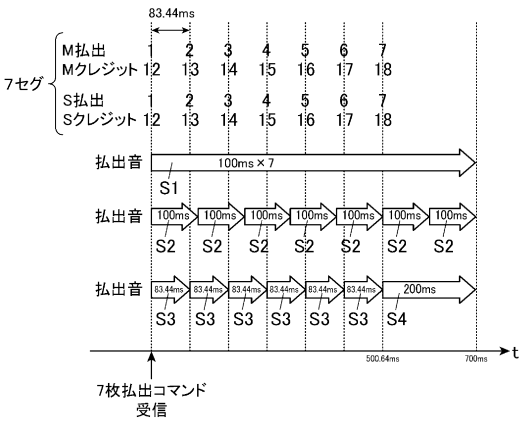 83.44ms
7セグ
M払出 1 2 3 4 5 6 7
Mクレジット 12 13 14 15 16 17 18
S払出 1 2 3 4 5 6 7
Sクレジット 12 13 14 15 16 17 18
払出音 100ms×7
S1
払出音 100ms 100ms 100ms 100ms 100ms 100ms 100ms
S2 S2 S2 S2 S2 S2 S2
払出音 83.44ms 83.44ms 83.44ms 83.44ms 83.44ms 83.44ms 200ms
S3 S3 S3 S3 S3 S3 S4
t
500.64ms 700ms
7枚払出コマンド
受信